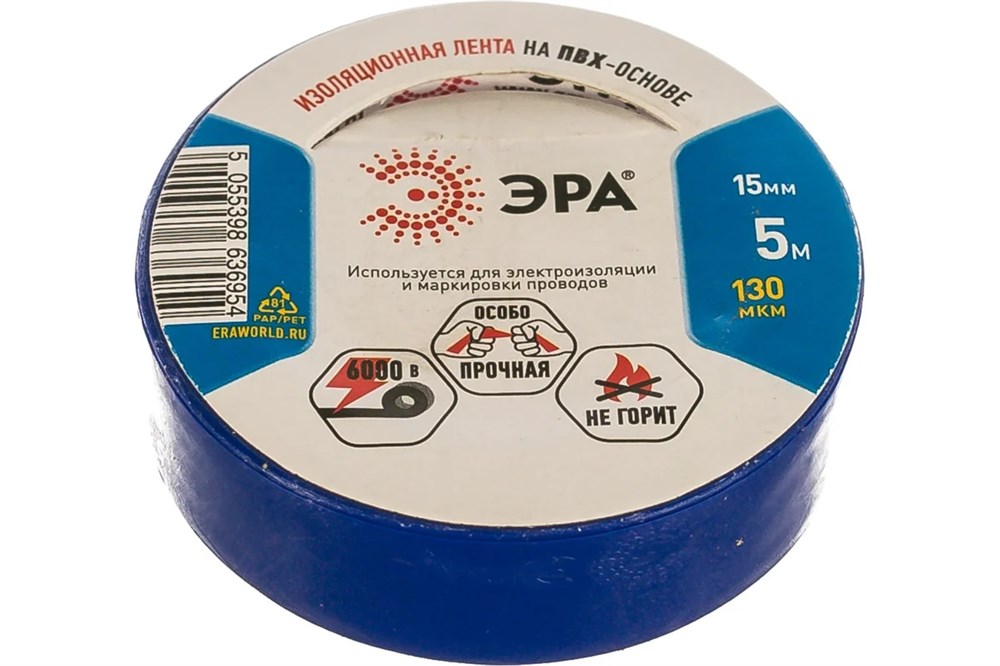 ИЗОЛЯЦИОННАЯ ЛЕНТА НА ПВХ-ОСНОВЕ
ЭРА®
15мм
5м
130
мкм
Используется для электроизоляции
и маркировки проводов
5 055398 636954
81
PAP/PET
ERAWORLD.RU
6000 В
ОСОБО
ПРОЧНАЯ
НЕ ГОРИТ